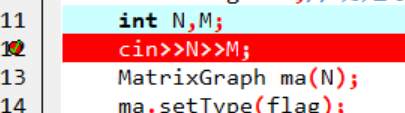 11 int N,M;
12 cin>>N>>M;
13 MatrixGraph ma(N);
14 ma.setType(flag);